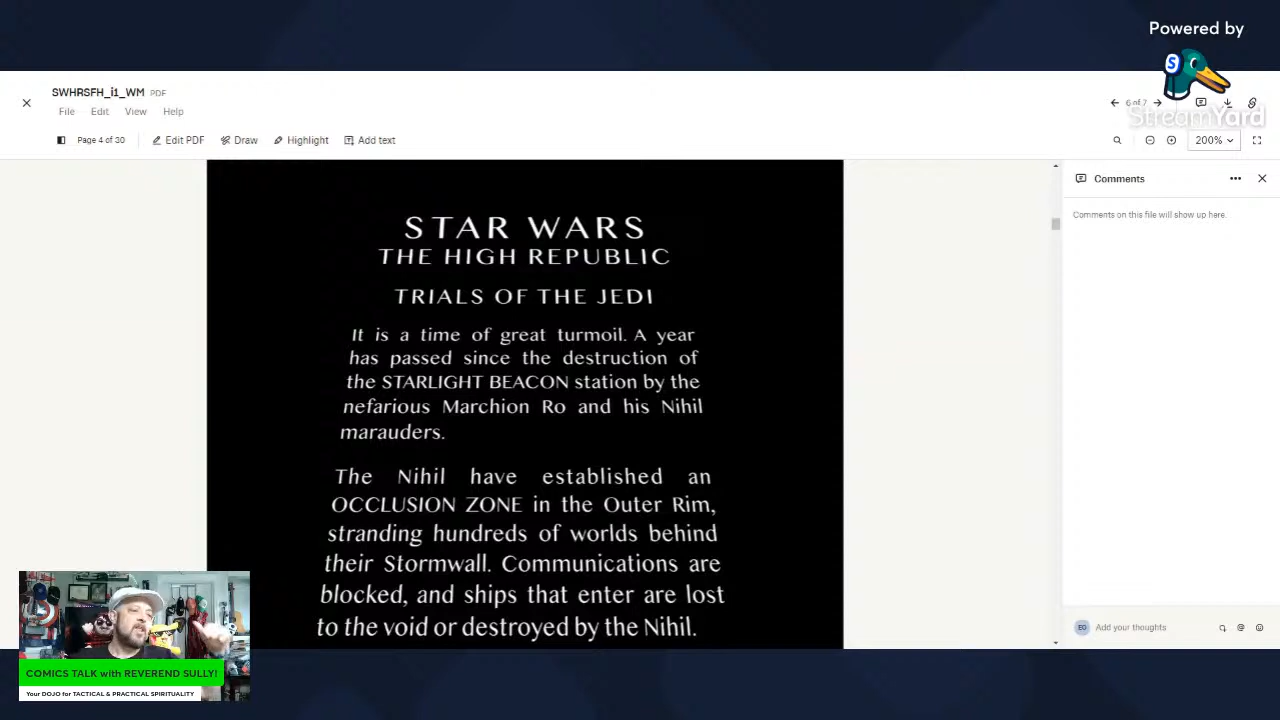 Powered by
StreamYard
SWHRSFH_i1_WM PDF
File Edit View Help
6 of 7
Page 4 of 30 Edit PDF Draw Highlight Add text
200%
STAR WARS
THE HIGH REPUBLIC
TRIALS OF THE JEDI
It is a time of great turmoil. A year
has passed since the destruction of
the STARLIGHT BEACON station by the
nefarious Marchion Ro and his Nihil
marauders.
The Nihil have established an
OCCLUSION ZONE in the Outer Rim,
stranding hundreds of worlds behind
their Stormwall. Communications are
blocked, and ships that enter are lost
to the void or destroyed by the Nihil.
Comments
Comments on this file will show up here.
EO Add your thoughts
COMICS TALK with REVEREND SULLY!
Your DOJO for TACTICAL & PRACTICAL SPIRITUALITY